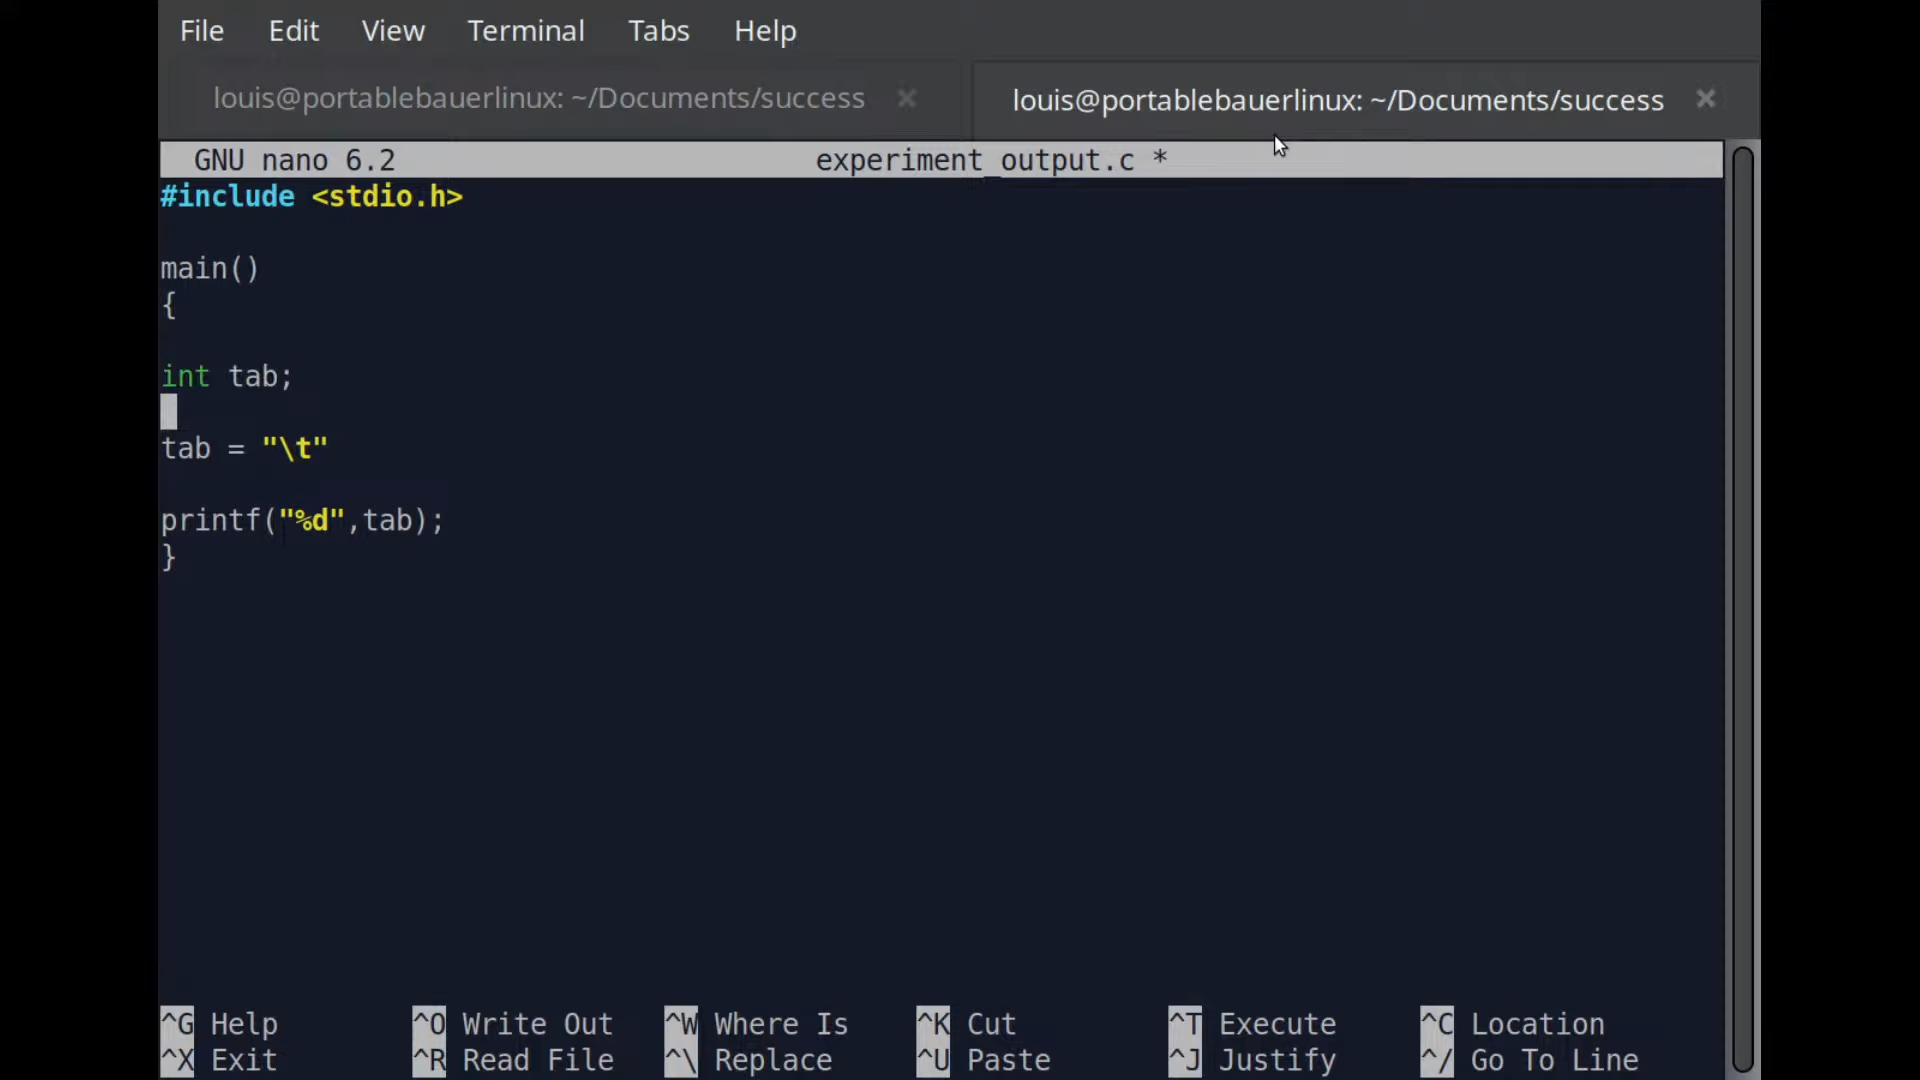 File Edit View Terminal Tabs Help
louis@portablebauerlinux: ~/Documents/success × louis@portablebauerlinux: ~/Documents/success ×
GNU nano 6.2 experiment_output.c *
#include <stdio.h>
main()
{
int tab;
tab = "\t"
printf("%d",tab);
}
^G Help ^O Write Out ^W Where Is ^K Cut ^T Execute ^C Location
^X Exit ^R Read File ^\ Replace ^U Paste ^J Justify ^/ Go To Line